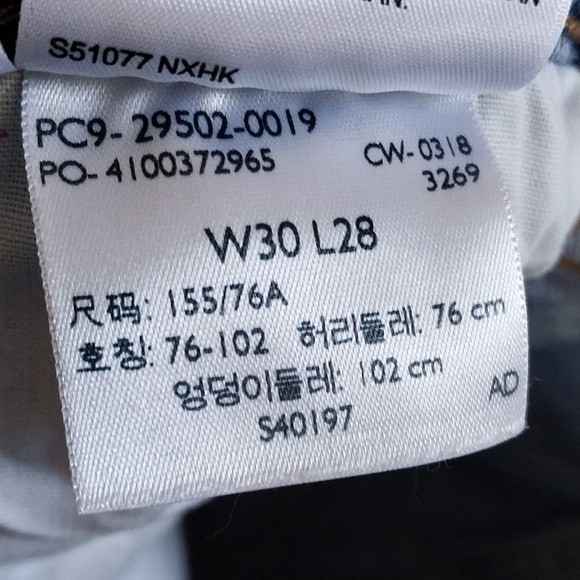 S51077 NXHK
PC9-29502-0019
PO-4100372965
CW-0318
3269
W30 L28
尺码: 155/76A
호칭: 76-102 허리둘레: 76 cm
엉덩이둘레: 102 cm
S40197
AD